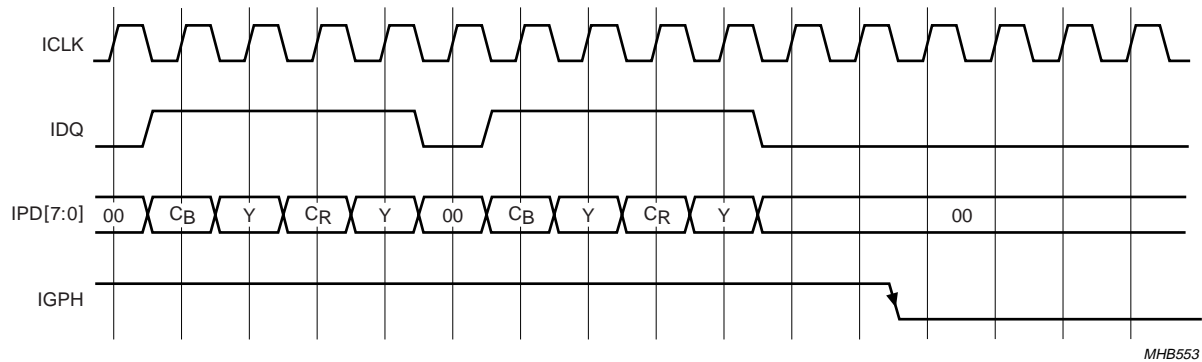 ICLK
IDQ
IPD[7:0] 00 CB Y CR Y 00 CB Y CR Y 00
IGPH
MHB553